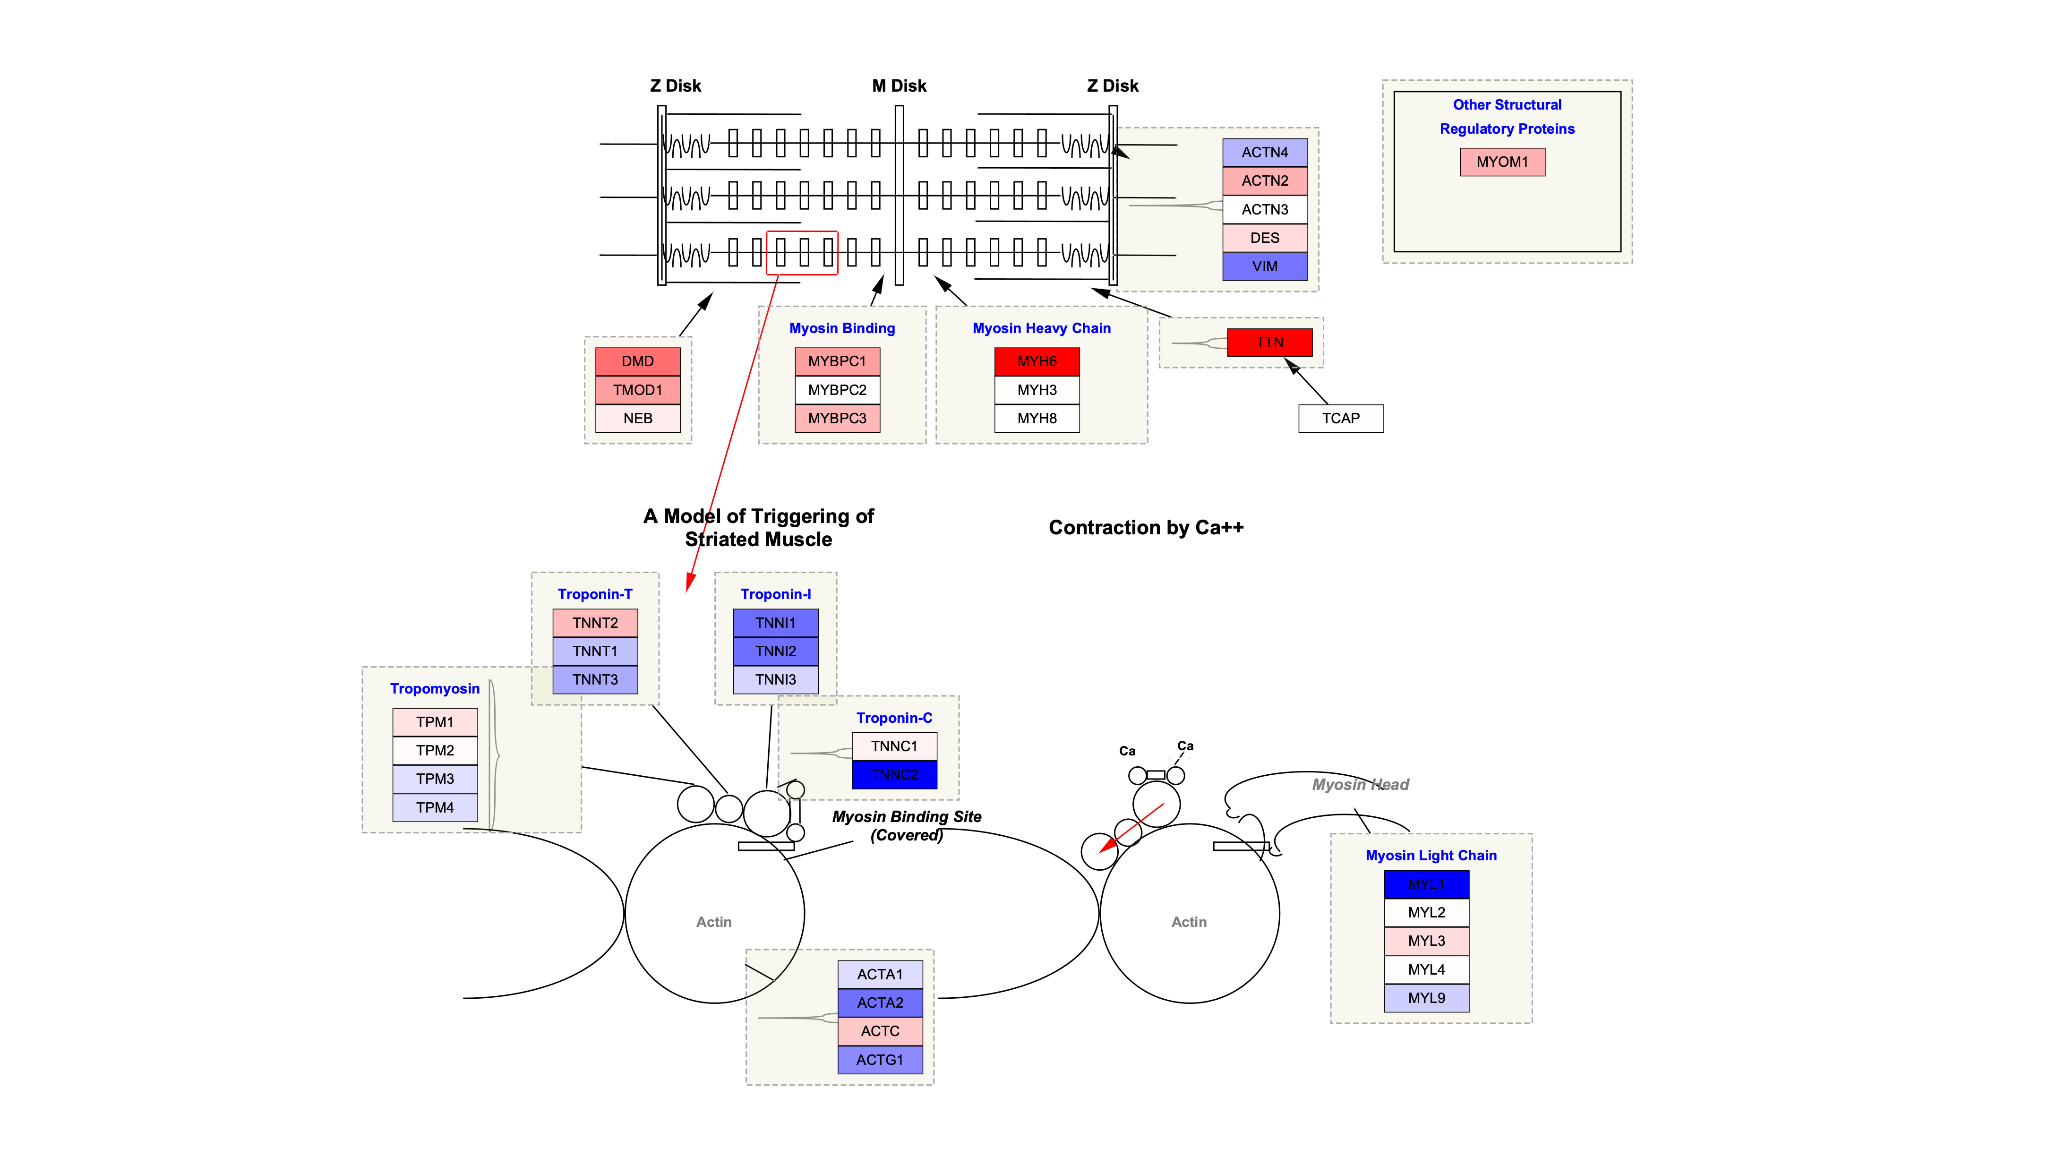 Z Disk
M Disk
Z Disk
Other Structural
Regulatory Proteins
MYOM1
ACTN4
ACTN2
ACTN3
DES
VIM
DMD
TMOD1
NEB
Myosin Binding
MYBPC1
MYBPC2
MYBPC3
Myosin Heavy Chain
MYH6
MYH3
MYH8
TTN
TCAP
A Model of Triggering of
Striated Muscle
Contraction by Ca++
Troponin-T
TNNT2
TNNT1
TNNT3
Troponin-I
TNNI1
TNNI2
TNNI3
Tropomyosin
TPM1
TPM2
TPM3
TPM4
Troponin-C
TNNC1
TNNC2
Myosin Binding Site
(Covered)
Ca
Ca
Myosin Head
Myosin Light Chain
MYL1
MYL2
MYL3
MYL4
MYL9
Actin
Actin
ACTA1
ACTA2
ACTC
ACTG1